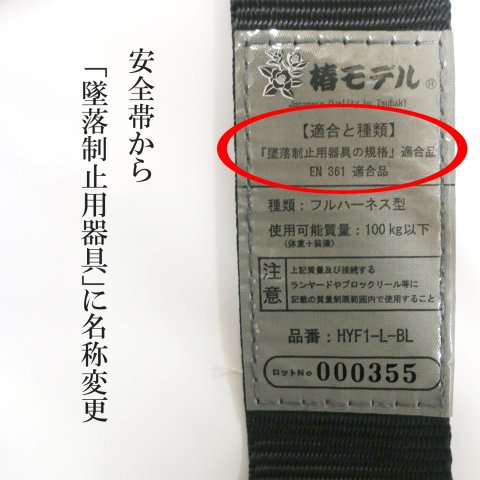 安全帯から
「墜落制止用器具」に名称変更
椿モデル®
Japanese Quality by Tsubaki
【適合と種類】
『墜落制止用器具の規格』適合品
EN 361 適合品
種類：フルハーネス型
使用可能質量：100kg以下
(体重＋装備)
注意
上記質量及び接続する
ランヤードやブロックリール等に
記載の質量制限範囲内で使用すること
品番：HYF1-L-BL
ロットNo 000355